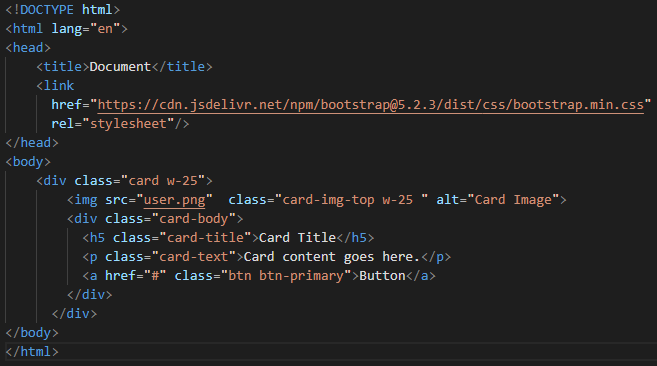 <!DOCTYPE html>
<html lang="en">
<head>
    <title>Document</title>
    <link
      href="https://cdn.jsdelivr.net/npm/bootstrap@5.2.3/dist/css/bootstrap.min.css"
      rel="stylesheet"/>
</head>
<body>
    <div class="card w-25">
        <img src="user.png"  class="card-img-top w-25 " alt="Card Image">
        <div class="card-body">
          <h5 class="card-title">Card Title</h5>
          <p class="card-text">Card content goes here.</p>
          <a href="#" class="btn btn-primary">Button</a>
        </div>
      </div>
</body>
</html>